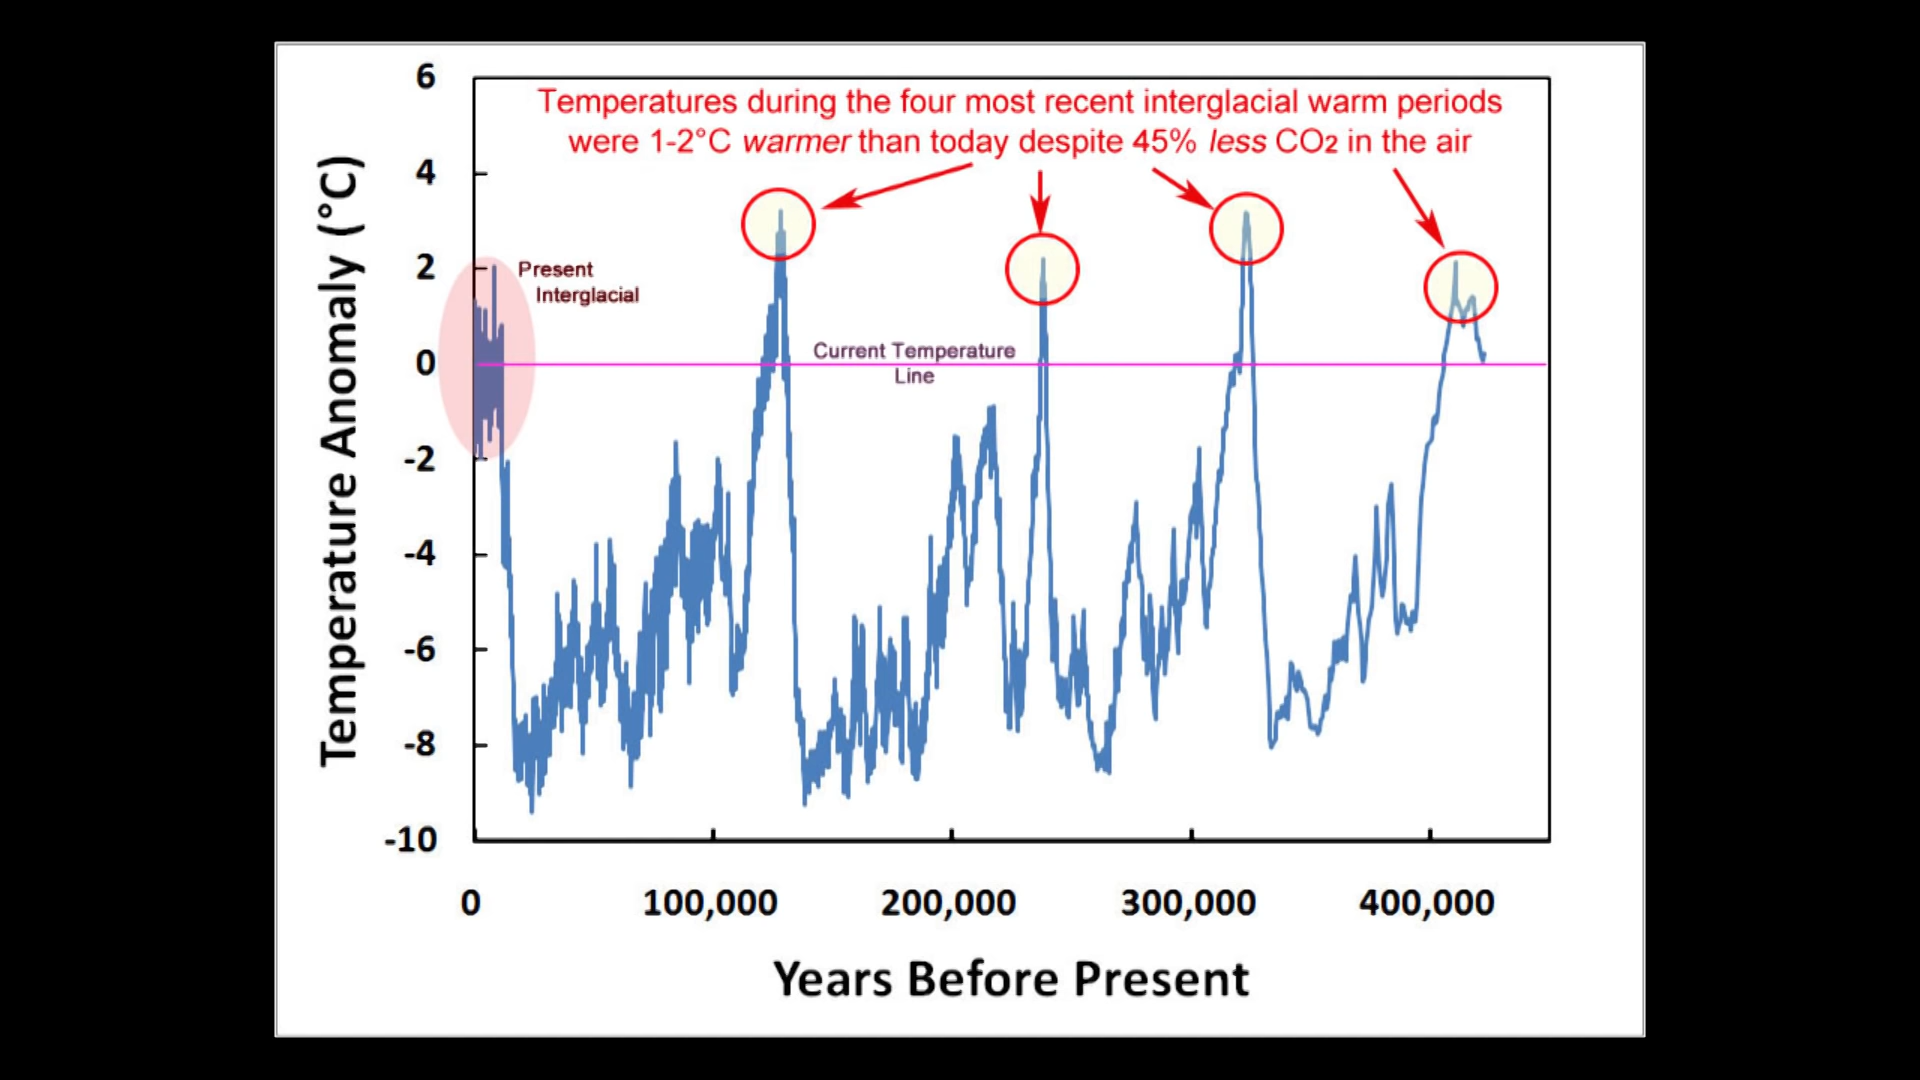 Temperatures during the four most recent interglacial warm periods
were 1-2°C warmer than today despite 45% less CO2 in the air
Temperature Anomaly (°C)
6
4
2
0
-2
-4
-6
-8
-10
Present
Interglacial
Current Temperature
Line
0
100,000
200,000
300,000
400,000
Years Before Present